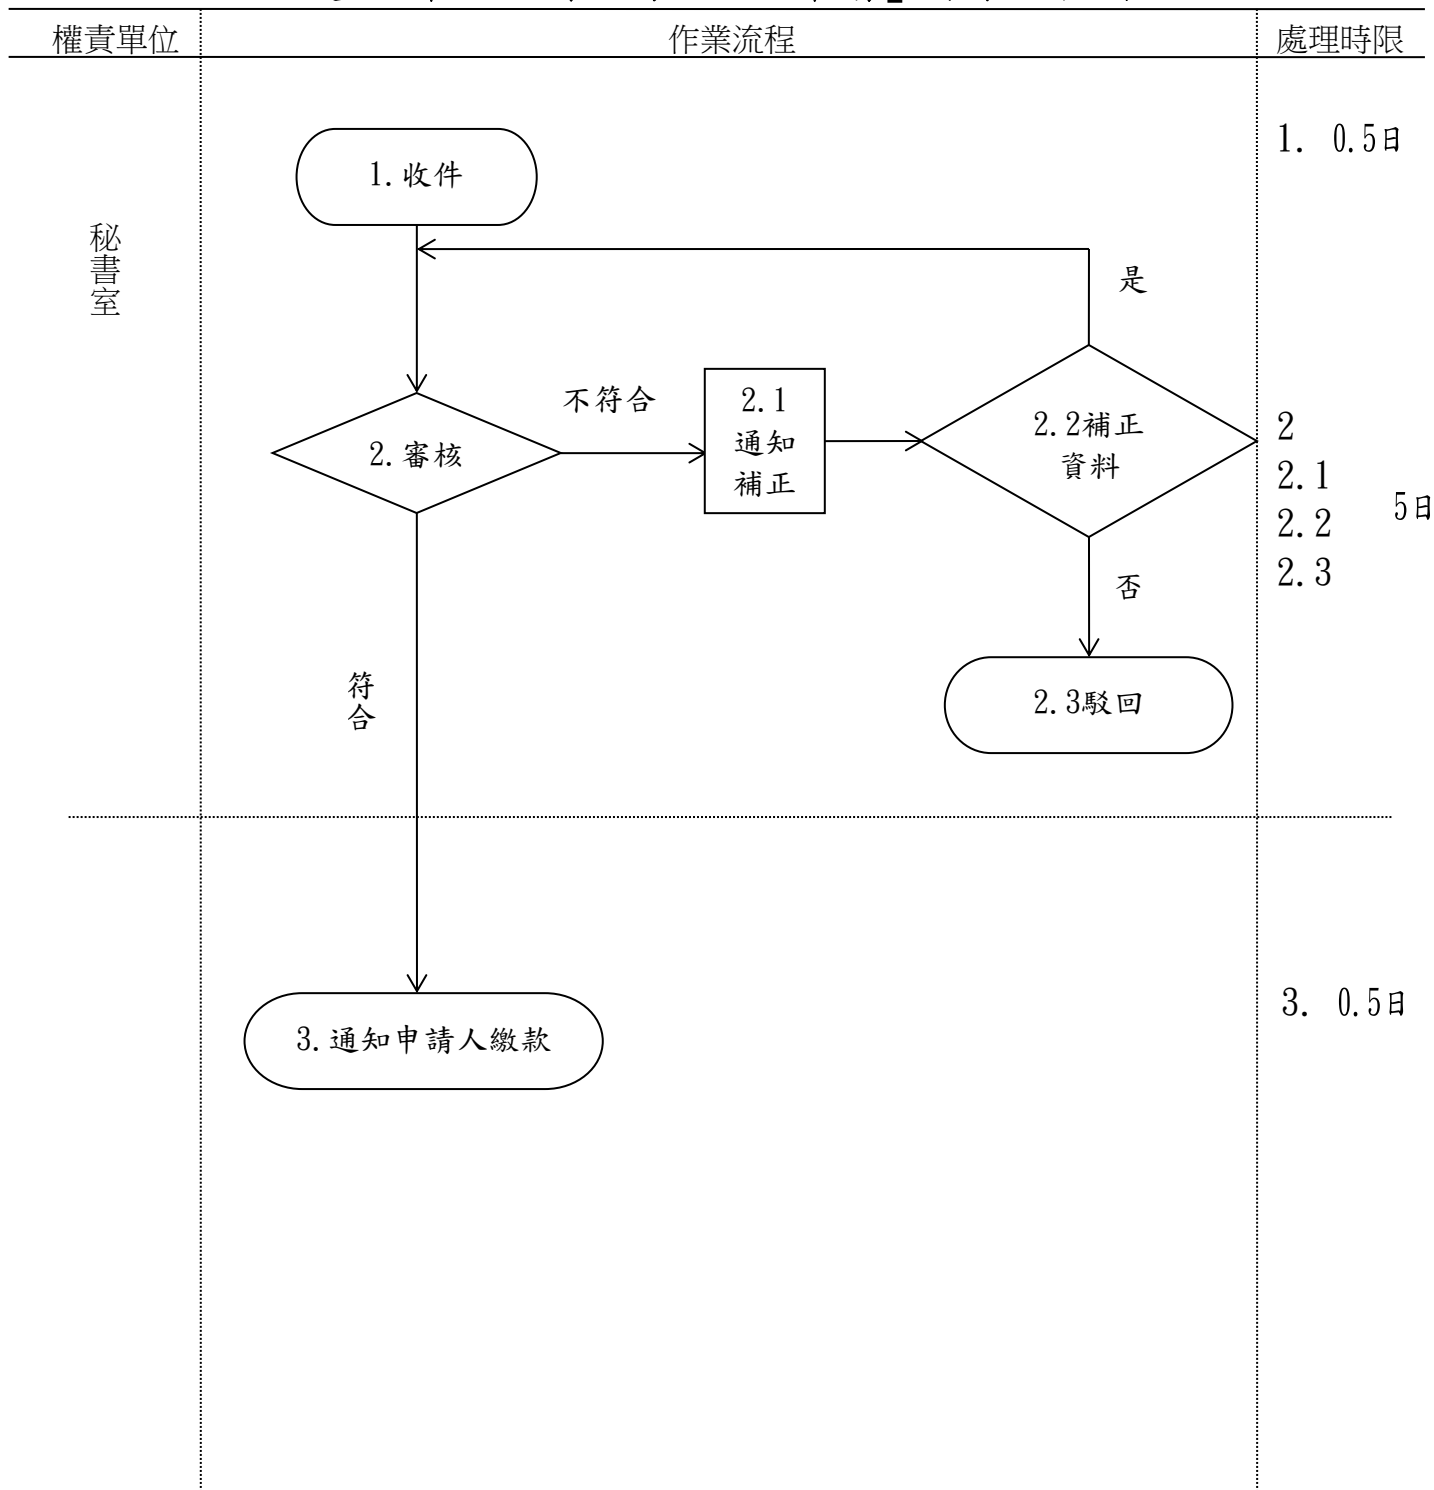 權責單位
作業流程
處理時限
1. 0.5日
1.收件
秘書室
是
不符合
2.1
通知
補正
2.2補正
資料
2.審核
2
2.1
2.2
2.3
5日
否
符合
2.3駁回
3. 0.5日
3.通知申請人繳款